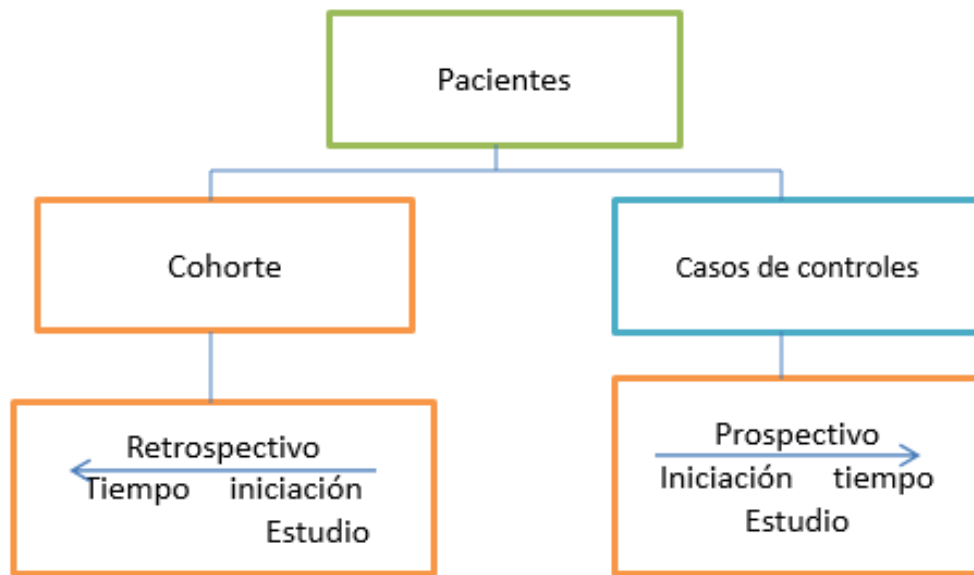 Pacientes
Cohorte
Casos de controles
Retrospectivo
Tiempo iniciación
Estudio
Prospectivo
Iniciación tiempo
Estudio